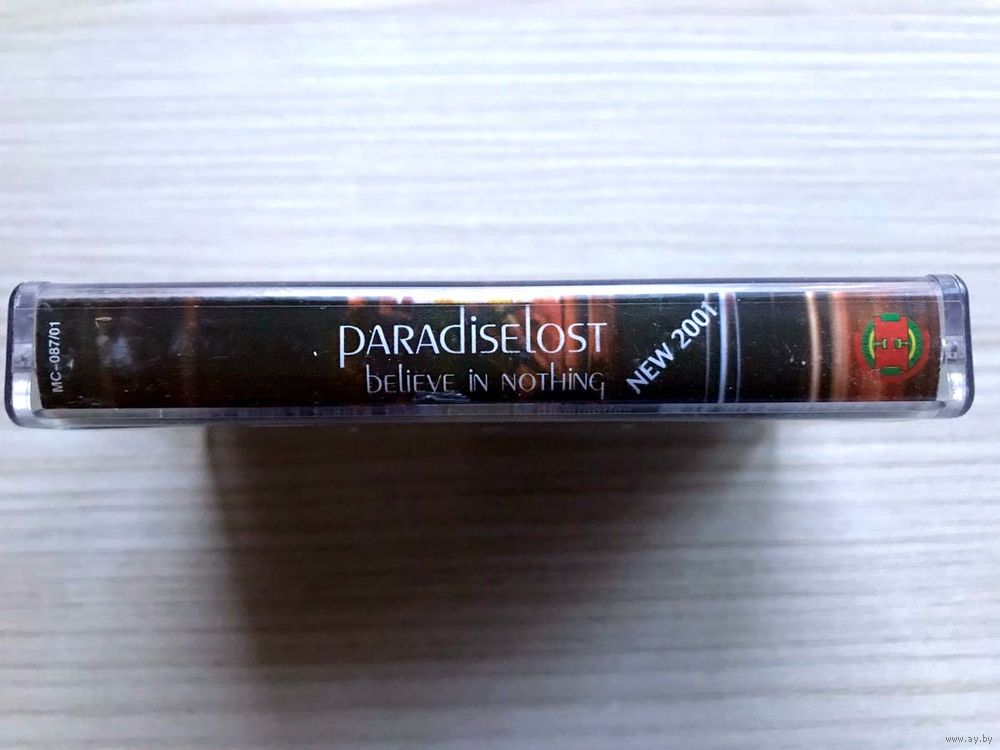 MC-087/01
PARAdiseLOST
beLiEVE IN NOTHING
NEW 2001
www.ay.by